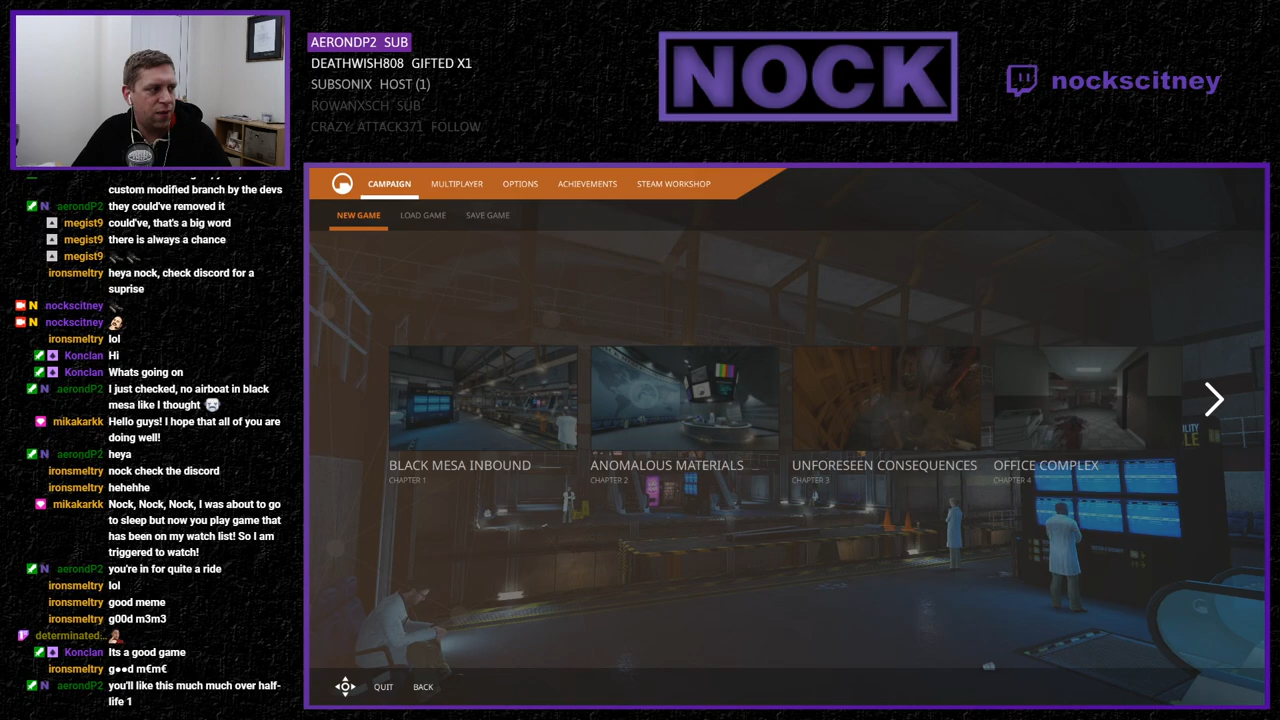 AERONDP2 SUB
DEATHWISH808 GIFTED X1
SUBSONIX HOST (1)
ROWANXSCH SUB
CRAZY_ATTACK371 FOLLOW
NOCK
nockscitney
custom modified branch by the devs
aerondP2 they could've removed it
megist9 could've, that's a big word
megist9 there is always a chance
megist9
ironsmeltry heya nock, check discord for a
suprise
N nockscitney
N nockscitney
ironsmeltry lol
Konclan Hi
Konclan Whats going on
N aerondP2 I just checked, no airboat in black
mesa like I thought
mikakarkk Hello guys! I hope that all of you are
doing well!
N aerondP2 heya
ironsmeltry nock check the discord
ironsmeltry hehehhe
mikakarkk Nock, Nock, Nock, I was about to go
to sleep but now you play game that
has been on my watch list! So I am
triggered to watch!
N aerondP2 you're in for quite a ride
ironsmeltry lol
ironsmeltry good meme
ironsmeltry g00d m3m3
determinated...
Konclan Its a good game
ironsmeltry g●●d m€m€
N aerondP2 you'll like this much much over half-
life 1
CAMPAIGN MULTIPLAYER OPTIONS ACHIEVEMENTS STEAM WORKSHOP
NEW GAME LOAD GAME SAVE GAME
BLACK MESA INBOUND ANOMALOUS MATERIALS UNFORESEEN CONSEQUENCES OFFICE COMPLEX
CHAPTER 1 CHAPTER 2 CHAPTER 3 CHAPTER 4
QUIT BACK